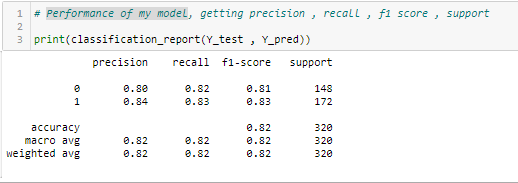 1 # Performance of my model, getting precision , recall , f1 score , support
2
3 print(classification_report(Y_test , Y_pred))
precision recall f1-score support
0 0.80 0.82 0.81 148
1 0.84 0.83 0.83 172
accuracy 0.82 320
macro avg 0.82 0.82 0.82 320
weighted avg 0.82 0.82 0.82 320